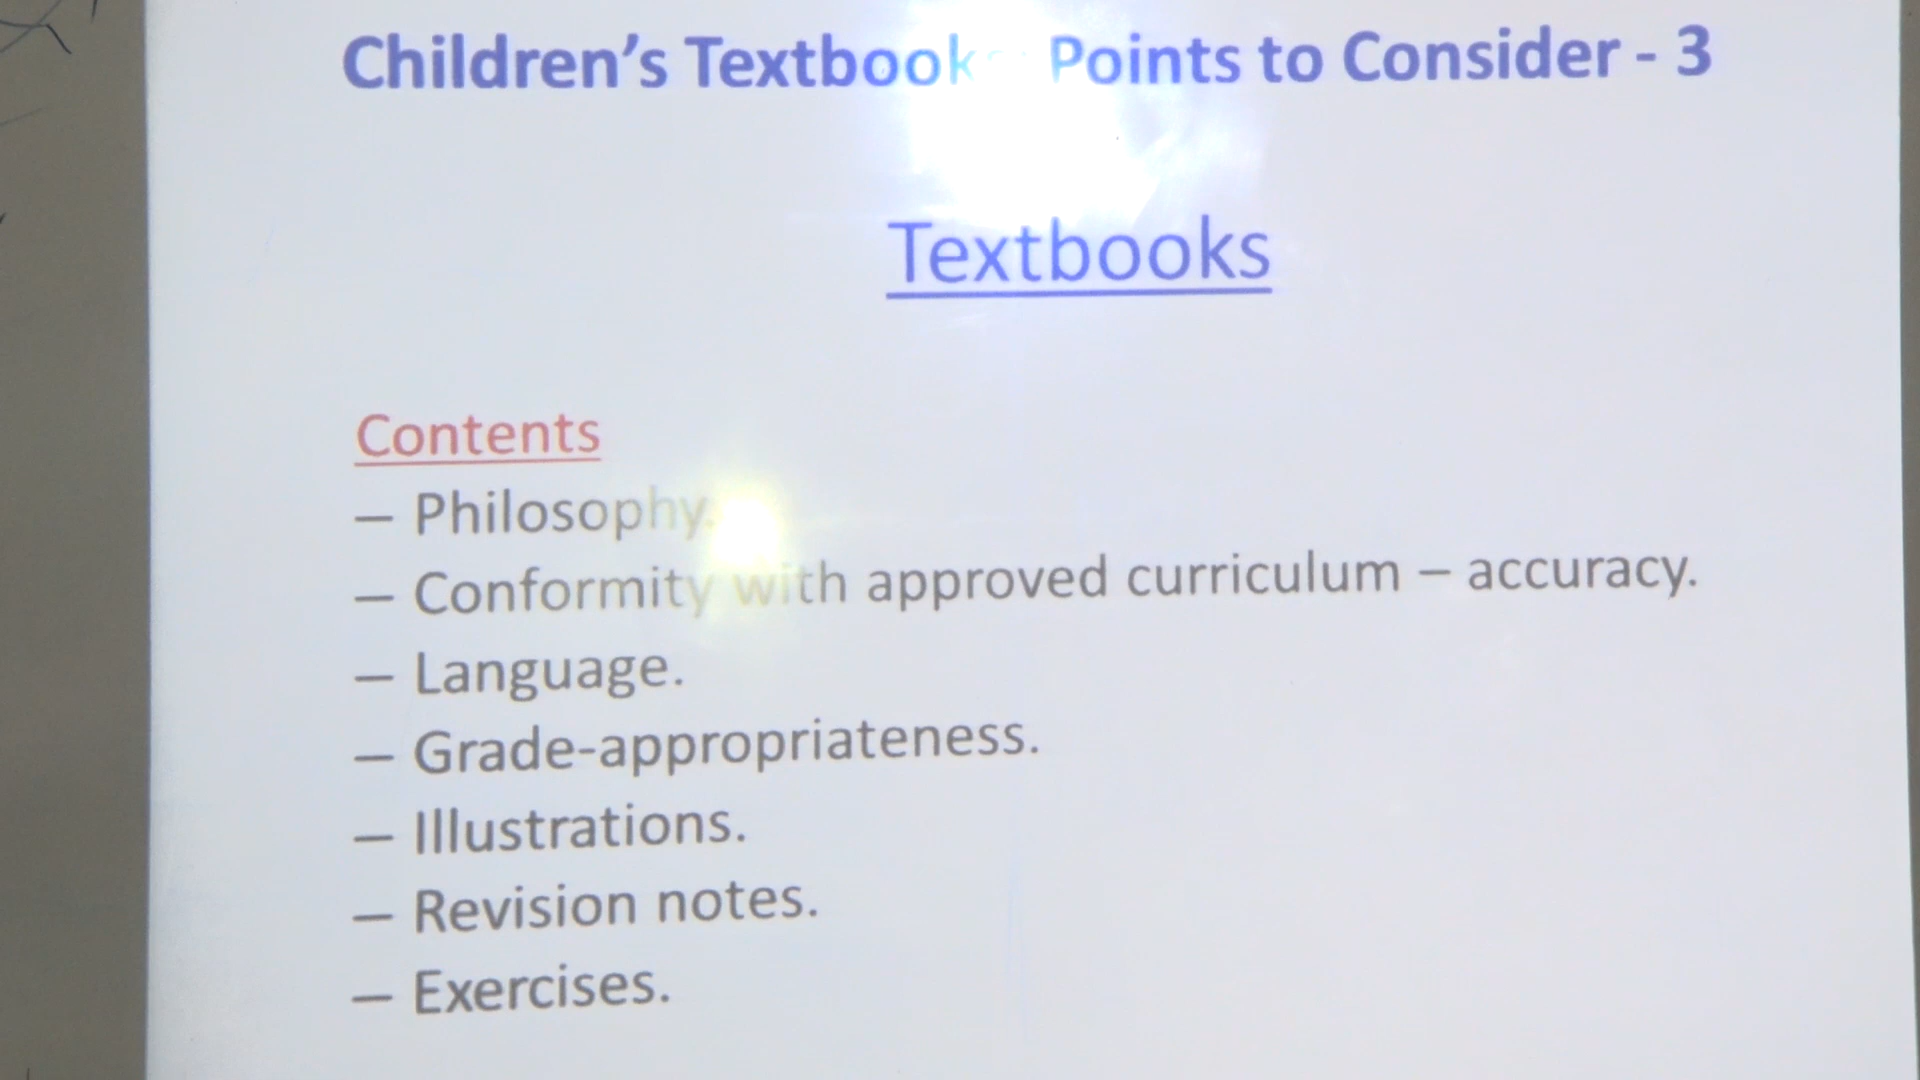 Children’s Textbook Points to Consider - 3
Textbooks
Contents
– Philosophy.
– Conformity with approved curriculum – accuracy.
– Language.
– Grade-appropriateness.
– Illustrations.
– Revision notes.
– Exercises.